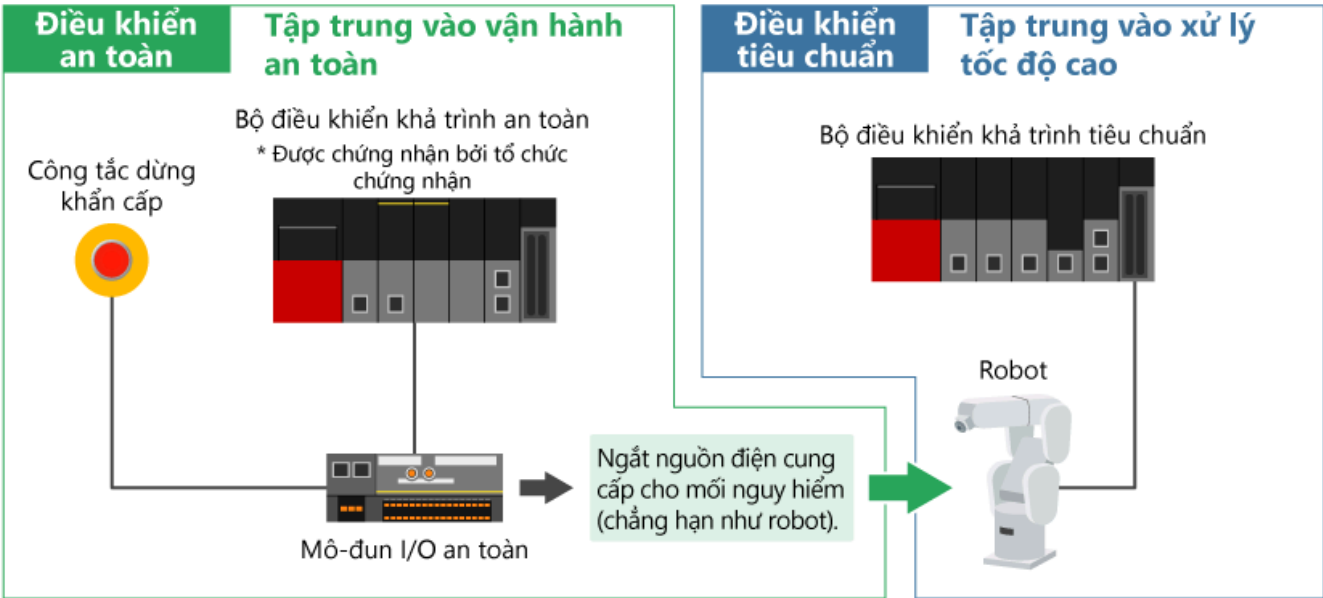 Điều khiển
an toàn
Tập trung vào vận hành
an toàn
Bộ điều khiển khả trình an toàn
* Được chứng nhận bởi tổ chức
chứng nhận
Công tắc dừng
khẩn cấp
Mô-đun I/O an toàn
Ngắt nguồn điện cung
cấp cho mối nguy hiểm
(chẳng hạn như robot).
Điều khiển
tiêu chuẩn
Tập trung vào xử lý
tốc độ cao
Bộ điều khiển khả trình tiêu chuẩn
Robot